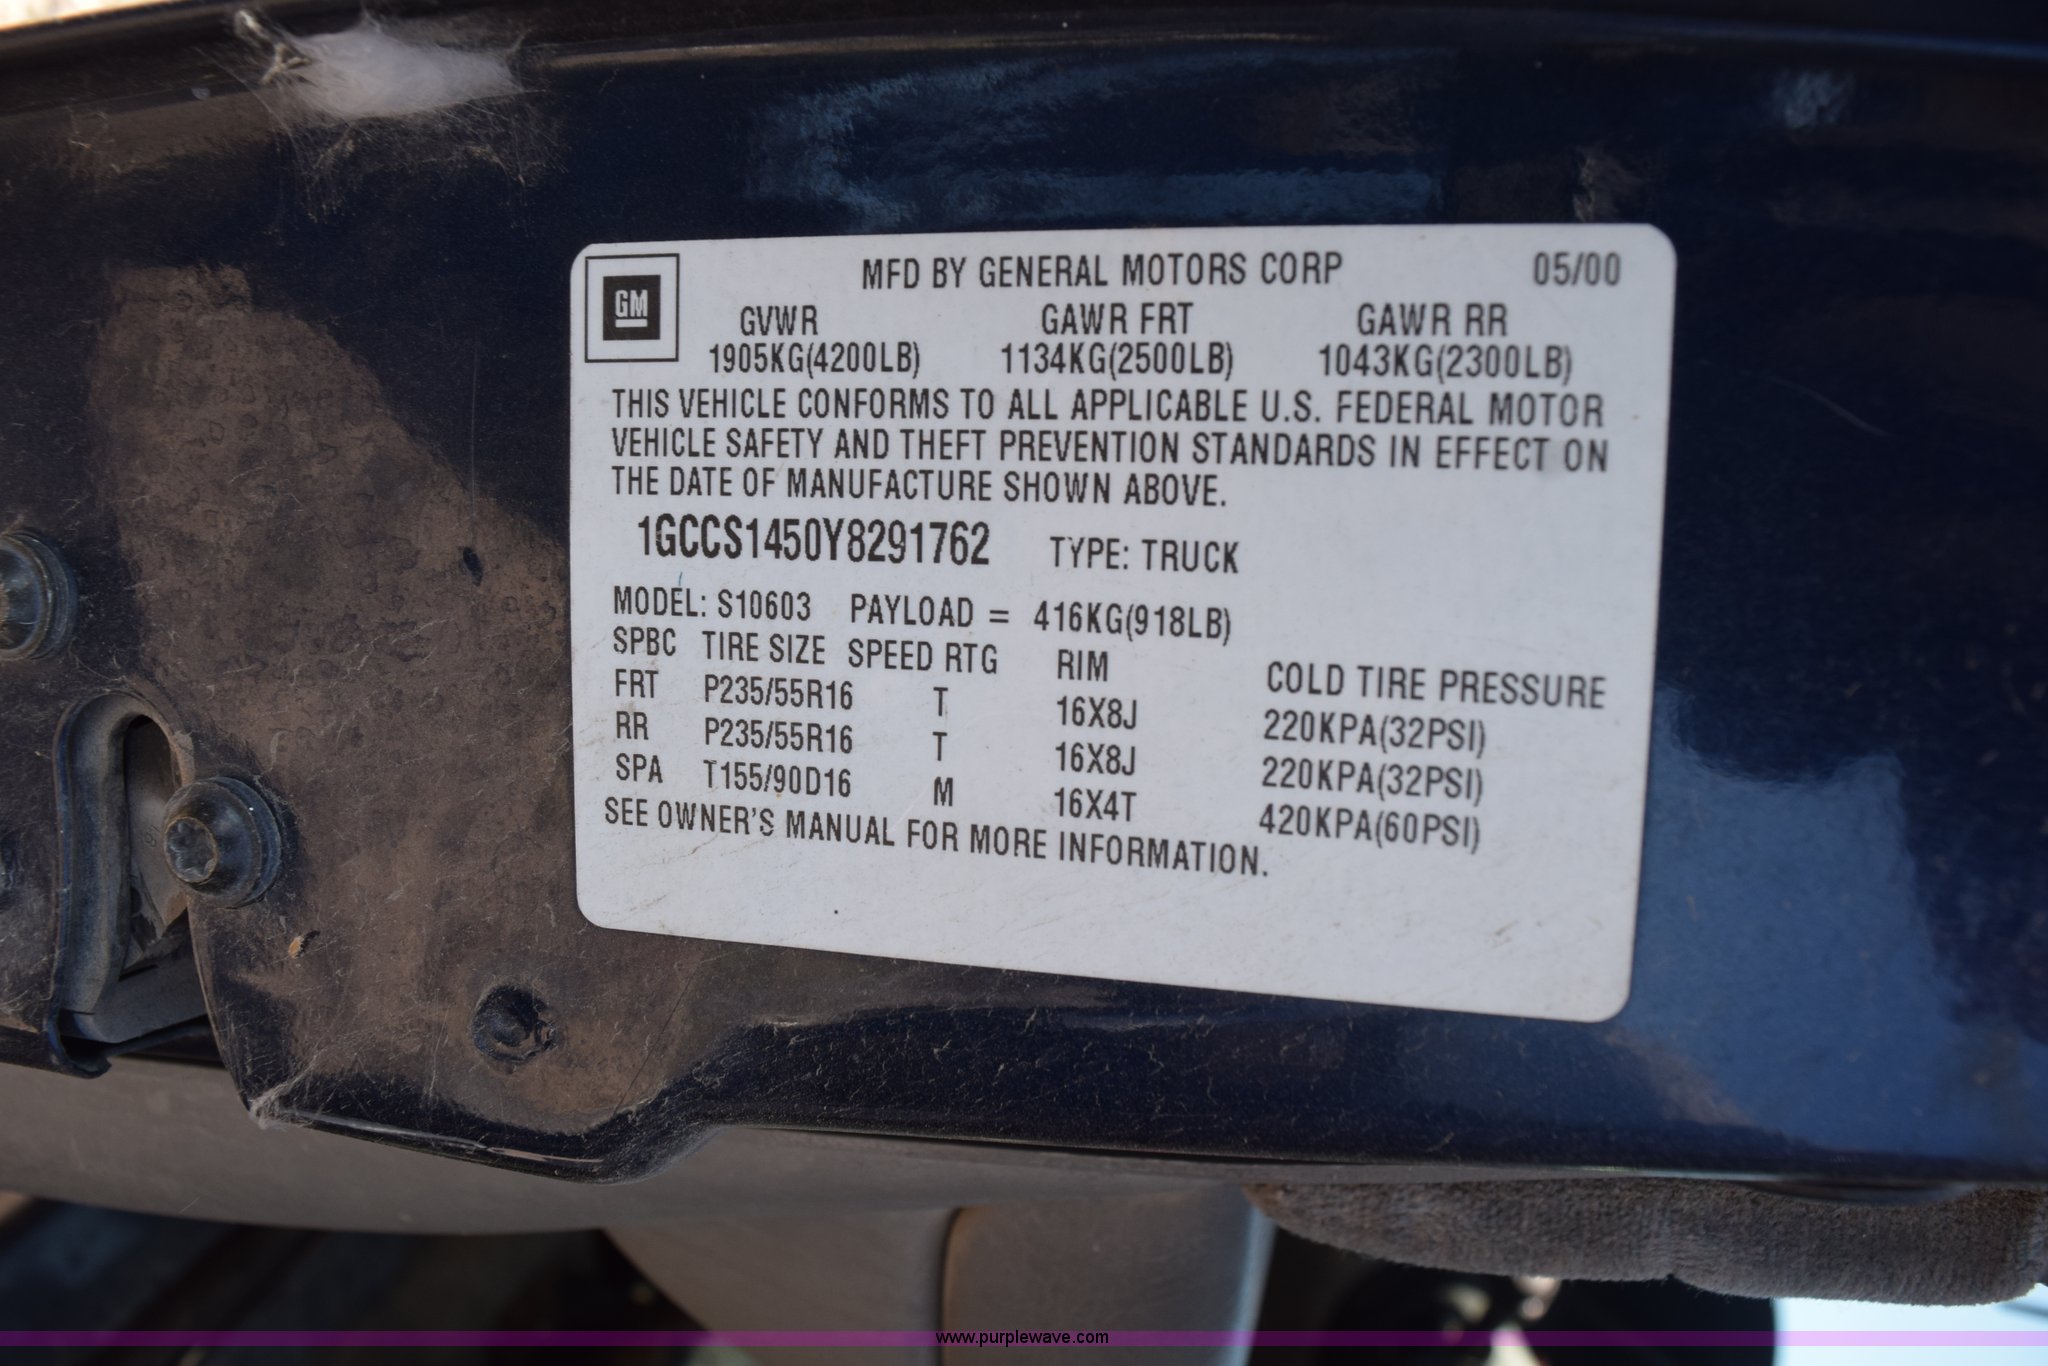 GM
MFD BY GENERAL MOTORS CORP 05/00
GVWR GAWR FRT GAWR RR
1905KG(4200LB) 1134KG(2500LB) 1043KG(2300LB)
THIS VEHICLE CONFORMS TO ALL APPLICABLE U.S. FEDERAL MOTOR
VEHICLE SAFETY AND THEFT PREVENTION STANDARDS IN EFFECT ON
THE DATE OF MANUFACTURE SHOWN ABOVE.
1GCCS1450Y8291762 TYPE: TRUCK
MODEL: S10603 PAYLOAD = 416KG(918LB)
SPBC TIRE SIZE SPEED RTG RIM COLD TIRE PRESSURE
FRT P235/55R16 T 16X8J 220KPA(32PSI)
RR P235/55R16 T 16X8J 220KPA(32PSI)
SPA T155/90D16 M 16X4T 420KPA(60PSI)
SEE OWNER'S MANUAL FOR MORE INFORMATION.
www.purplewave.com